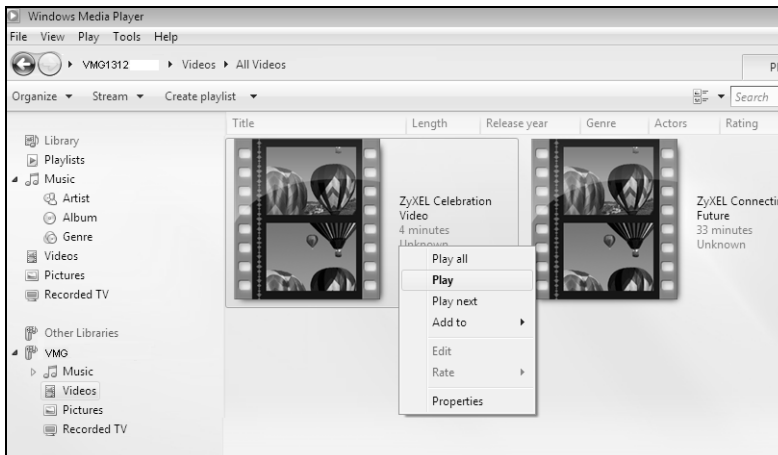 Windows Media Player
File View Play Tools Help
VMG1312 Videos All Videos
Organize Stream Create playlist Search
Title Length Release year Genre Actors Rating
Library
Playlists
Music
Artist
Album
Genre
Videos
Pictures
Recorded TV
Other Libraries
VMG
Music
Videos
Pictures
Recorded TV
ZyXEL Celebration
Video
4 minutes
Unknown
Play all
Play
Play next
Add to
Edit
Rate
Properties
ZyXEL Connecti
Future
33 minutes
Unknown